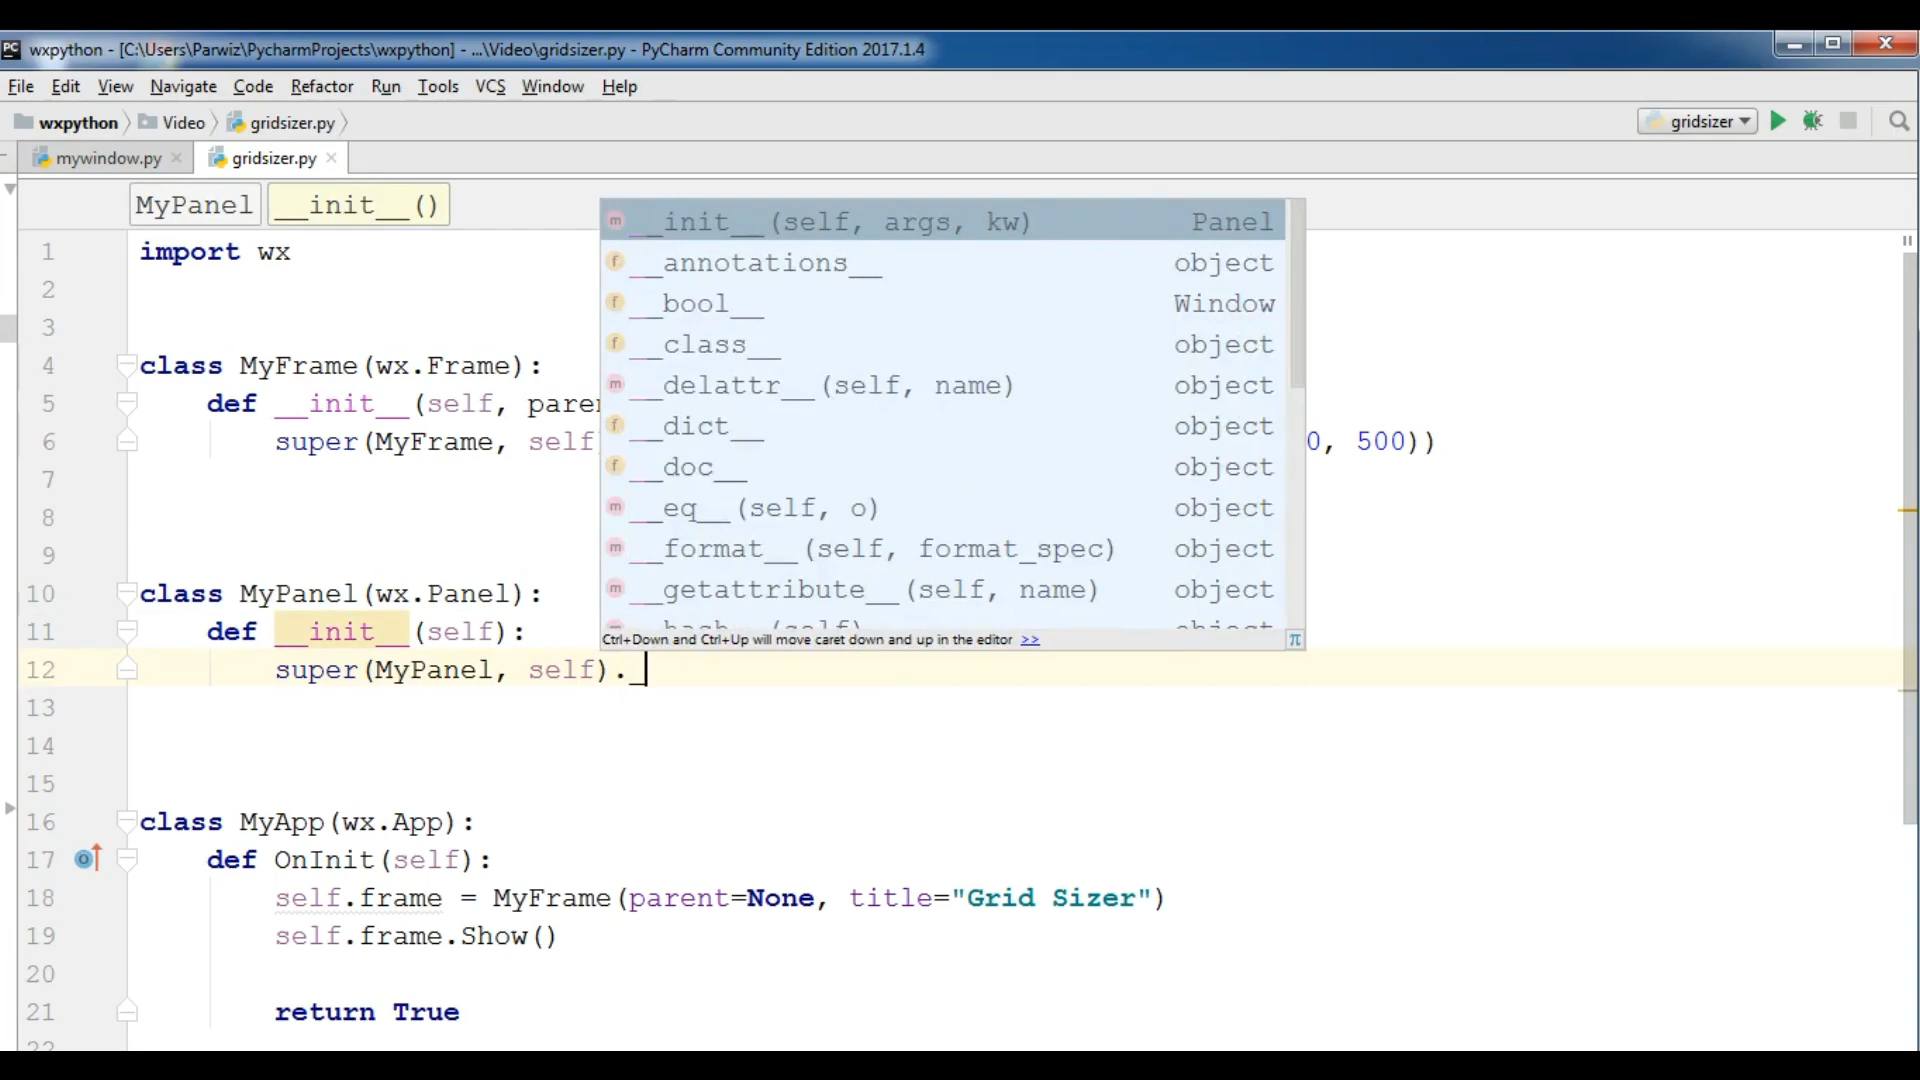 wxpython - [C:\Users\Parwiz\PycharmProjects\wxpython] - ...\Video\gridsizer.py - PyCharm Community Edition 2017.1.4
File Edit View Navigate Code Refactor Run Tools VCS Window Help
wxpython Video gridsizer.py gridsizer
mywindow.py gridsizer.py
MyPanel __init__()
1 import wx
2
3
4 class MyFrame(wx.Frame):
5 def __init__(self, paren
6 super(MyFrame, self 0, 500))
7
8
9
10 class MyPanel(wx.Panel):
11 def __init__(self):
12 super(MyPanel, self)._
13
14
15
16 class MyApp(wx.App):
17 def OnInit(self):
18 self.frame = MyFrame(parent=None, title="Grid Sizer")
19 self.frame.Show()
20
21 return True
22
__init__(self, args, kw) Panel
__annotations__ object
__bool__ Window
__class__ object
__delattr__(self, name) object
__dict__ object
__doc__ object
__eq__(self, o) object
__format__(self, format_spec) object
__getattribute__(self, name) object
__hash__(self) object
Ctrl+Down and Ctrl+Up will move caret down and up in the editor >> π